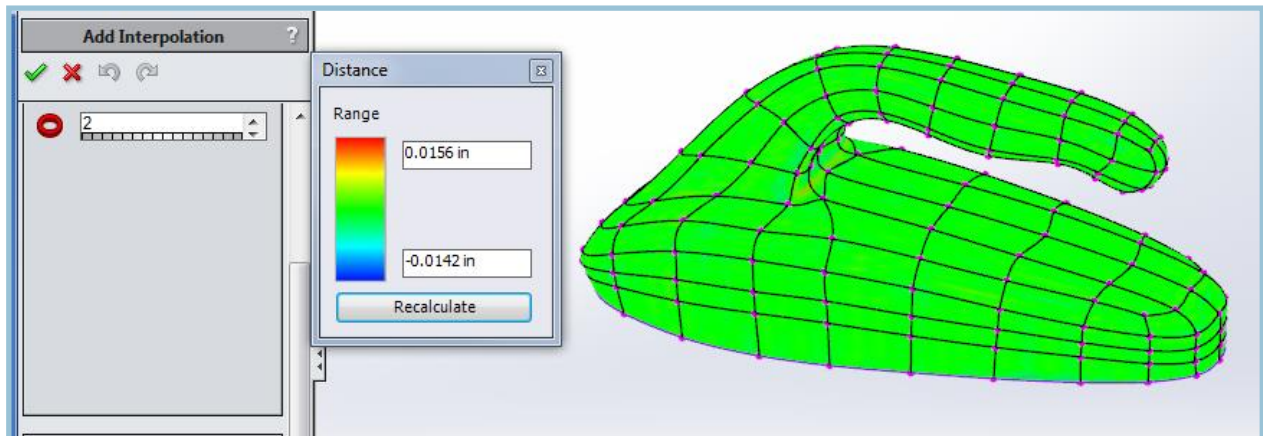 Add Interpolation ?
2
Distance
Range
0.0156 in
-0.0142 in
Recalculate